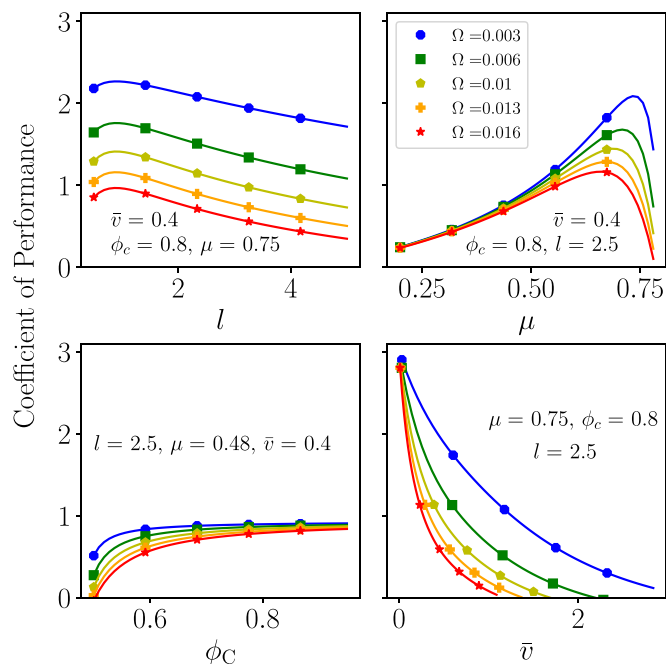 Coefficient of Performance
3
2
1
0
v̄ = 0.4
ϕ_c = 0.8, μ = 0.75
2 4
l
Ω =0.003
Ω =0.006
Ω =0.01
Ω =0.013
Ω =0.016
v̄ = 0.4
ϕ_c = 0.8, l = 2.5
0.25 0.50 0.75
μ
3
2
1
0
l = 2.5, μ = 0.48, v̄ = 0.4
0.6 0.8
ϕ_C
μ = 0.75, ϕ_c = 0.8
l = 2.5
0 2
v̄